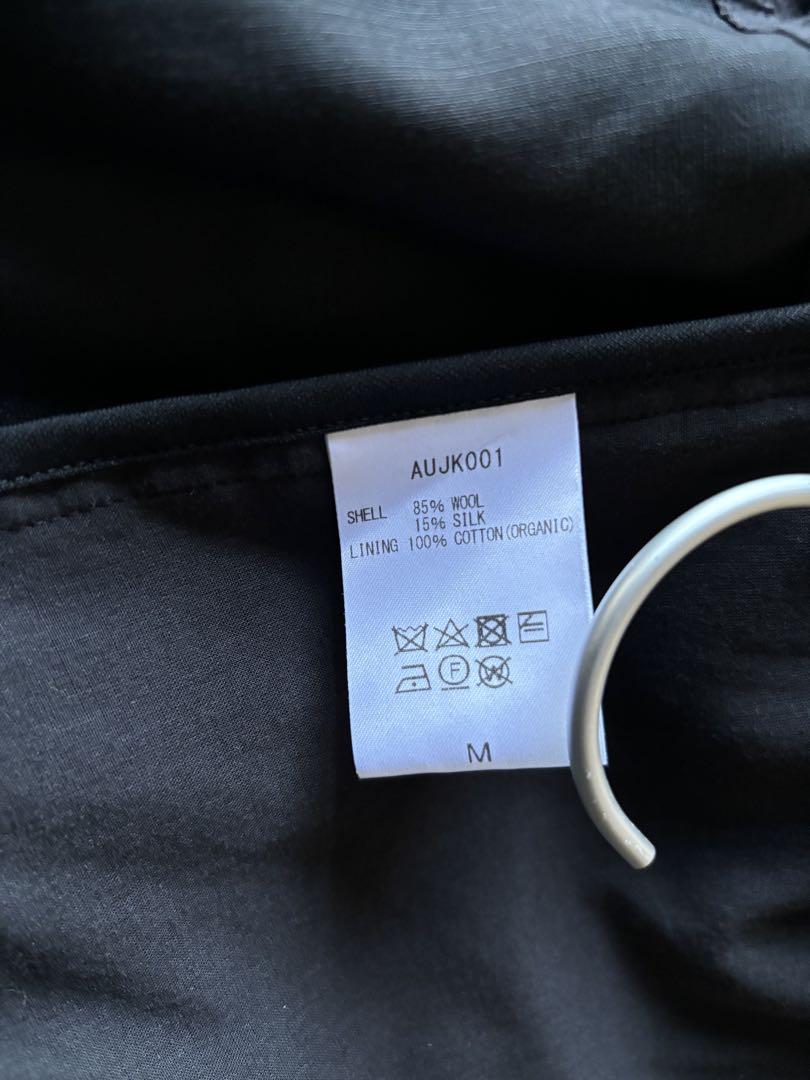 AUJK001
SHELL 85% WOOL
15% SILK
LINING 100% COTTON(ORGANIC)
F W
M